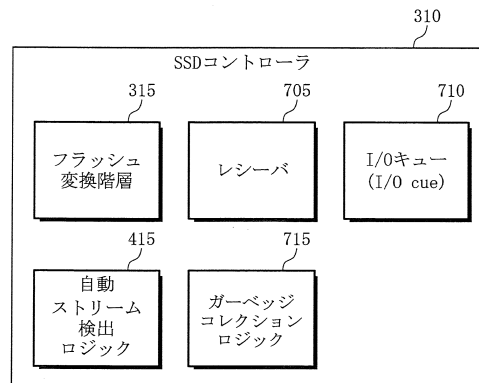 310
SSDコントローラ
315
フラッシュ
変換階層
705
レシーバ
710
I/Oキュー
(I/O cue)
415
自動
ストリーム
検出
ロジック
715
ガーベッジ
コレクション
ロジック